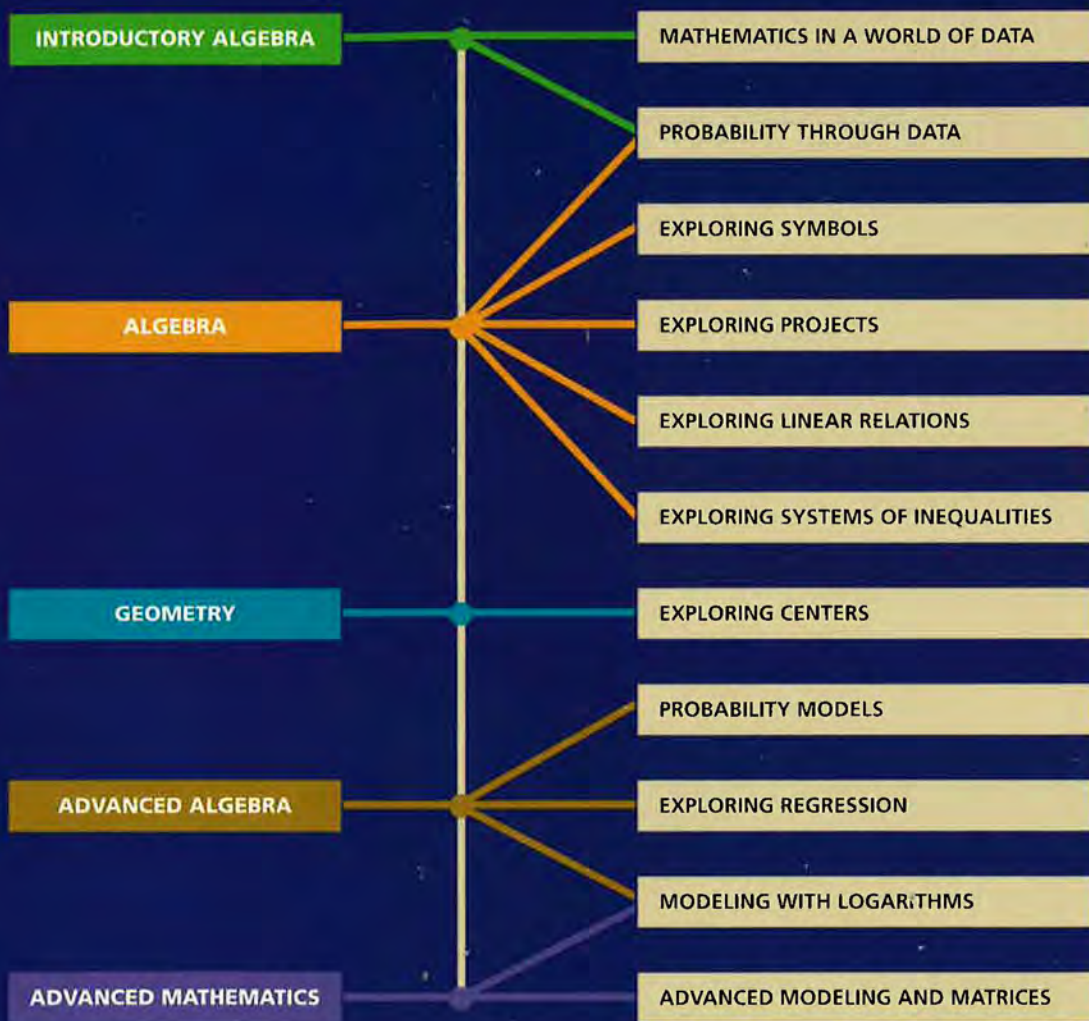 INTRODUCTORY ALGEBRA
MATHEMATICS IN A WORLD OF DATA
PROBABILITY THROUGH DATA
EXPLORING SYMBOLS
ALGEBRA
EXPLORING PROJECTS
EXPLORING LINEAR RELATIONS
EXPLORING SYSTEMS OF INEQUALITIES
GEOMETRY
EXPLORING CENTERS
PROBABILITY MODELS
ADVANCED ALGEBRA
EXPLORING REGRESSION
MODELING WITH LOGARITHMS
ADVANCED MATHEMATICS
ADVANCED MODELING AND MATRICES